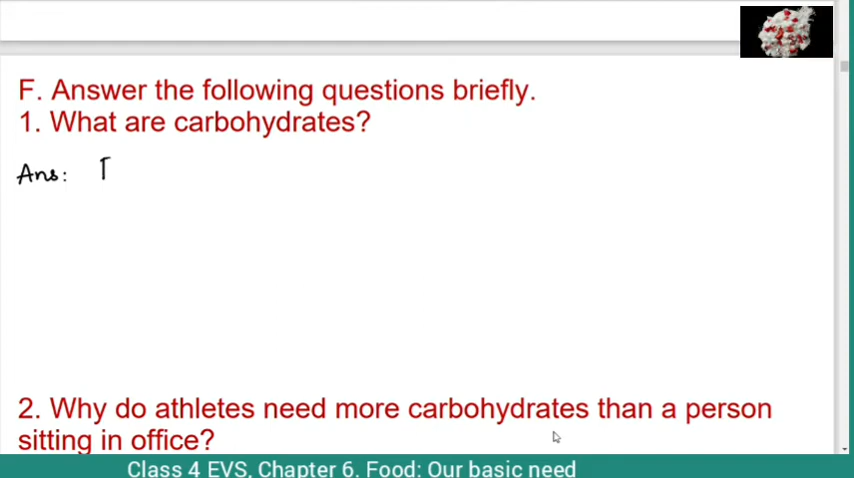 F. Answer the following questions briefly.
1. What are carbohydrates?
Ans:
2. Why do athletes need more carbohydrates than a person
sitting in office?
Class 4 EVS, Chapter 6. Food: Our basic need